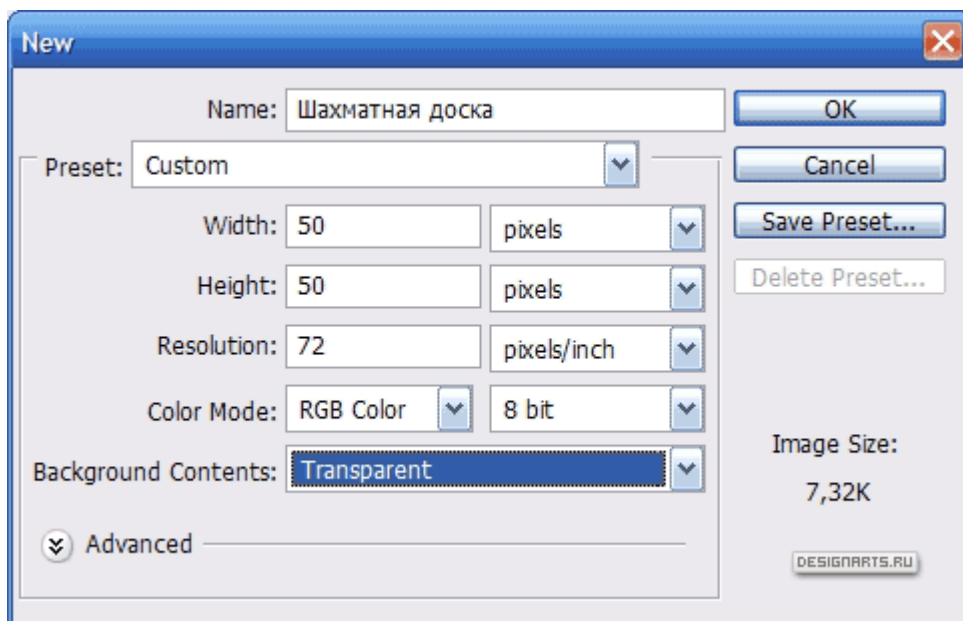 New
Name: Шахматная доска
OK
Preset: Custom
Cancel
Width: 50 pixels
Save Preset...
Height: 50 pixels
Delete Preset...
Resolution: 72 pixels/inch
Color Mode: RGB Color 8 bit
Image Size:
Background Contents: Transparent
7,32K
Advanced
DESIGNARTS.RU